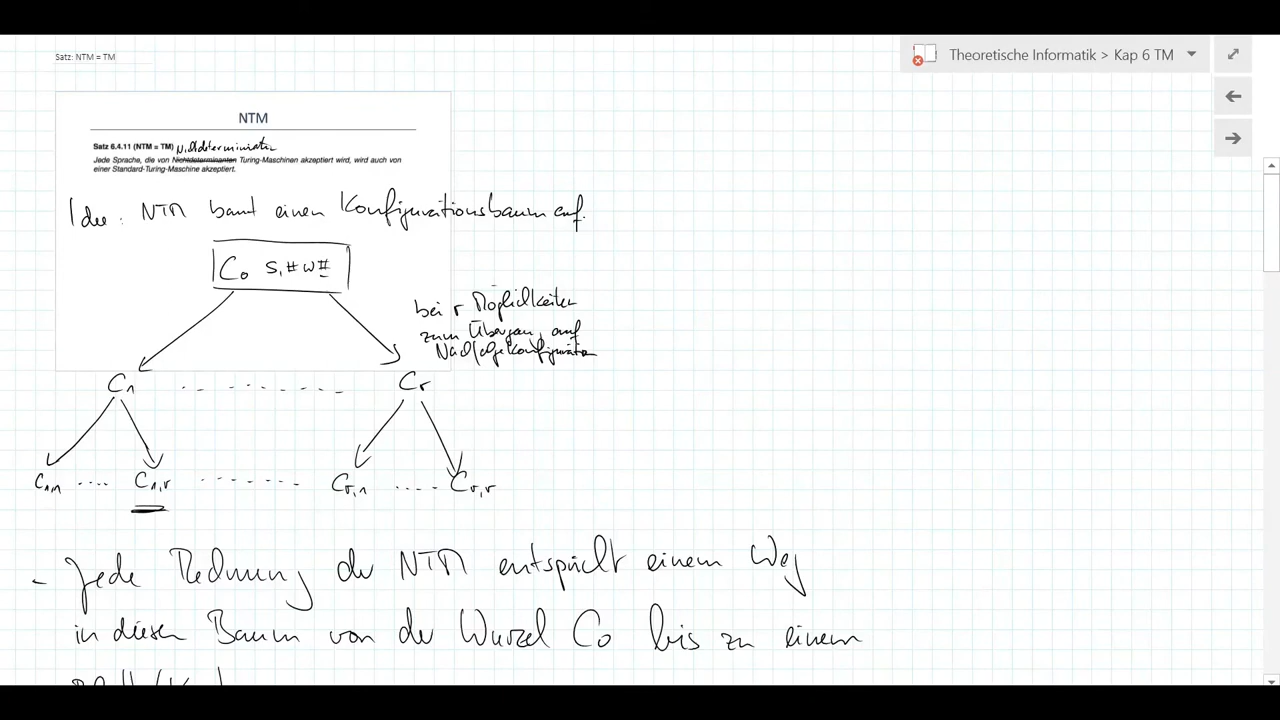 Satz: NTM = TM
Theoretische Informatik > Kap 6 TM
NTM
Satz 6.4.11 (NTM = TM) Nichtdeterministischen
Jede Sprache, die von Nichtdeterminanten Turing-Maschinen akzeptiert wird, wird auch von
einer Standard-Turing-Maschine akzeptiert.
Idee: NTM baut einen Konfigurationsbaum auf.
C0 s, # w #
bei r Möglichkeiten
zum Übergang auf
Nachfolgekonfiguration
C1 . . . . . . . . Cr
C1,1 .... C1,r . . . . . . . . Cr,1 ..... Cr,r
- Jede Rechnung der NTM entspricht einem Weg
in diesem Baum von der Wurzel C0 bis zu einem